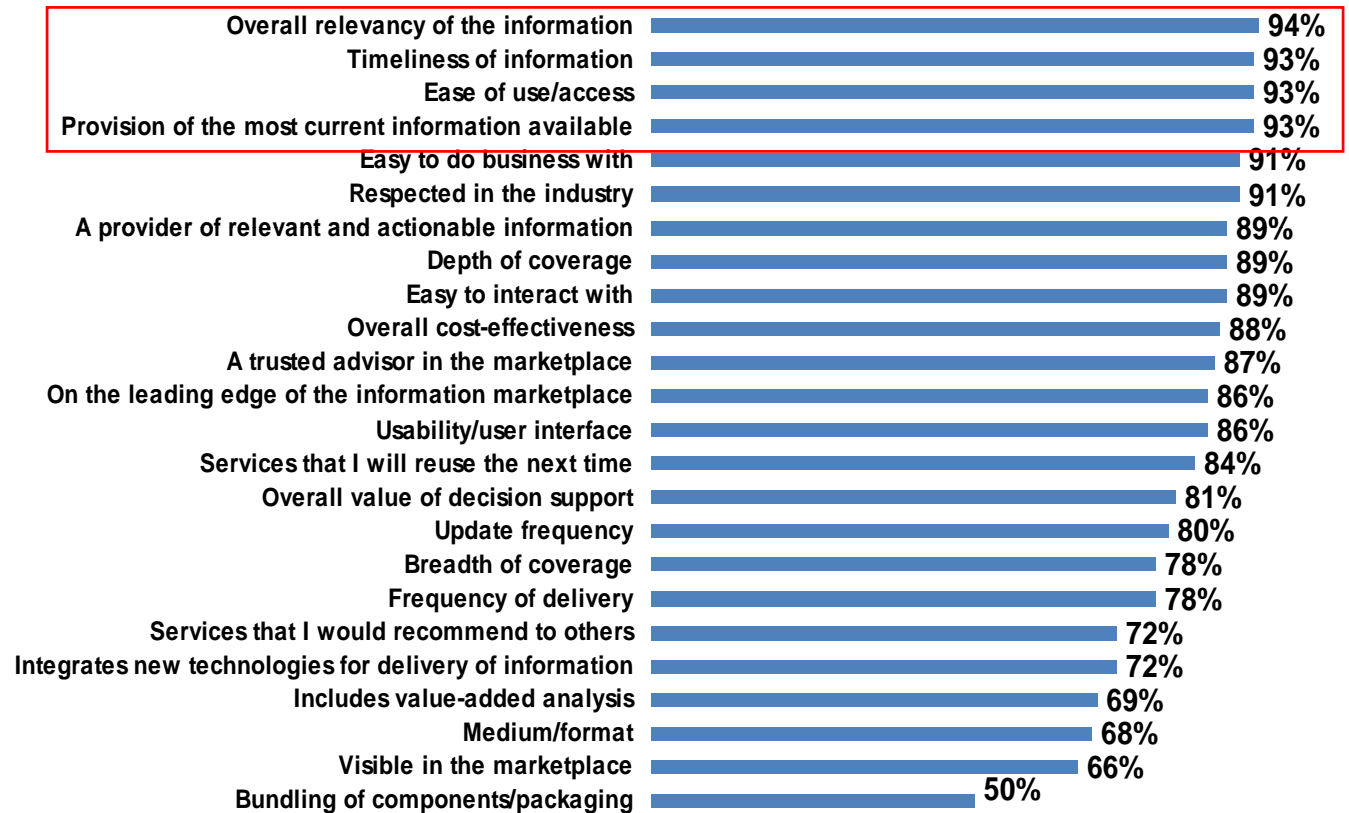 Overall relevancy of the information 94%
Timeliness of information 93%
Ease of use/access 93%
Provision of the most current information available 93%
Easy to do business with 91%
Respected in the industry 91%
A provider of relevant and actionable information 89%
Depth of coverage 89%
Easy to interact with 89%
Overall cost-effectiveness 88%
A trusted advisor in the marketplace 87%
On the leading edge of the information marketplace 86%
Usability/user interface 86%
Services that I will reuse the next time 84%
Overall value of decision support 81%
Update frequency 80%
Breadth of coverage 78%
Frequency of delivery 78%
Services that I would recommend to others 72%
Integrates new technologies for delivery of information 72%
Includes value-added analysis 69%
Medium/format 68%
Visible in the marketplace 66%
Bundling of components/packaging 50%